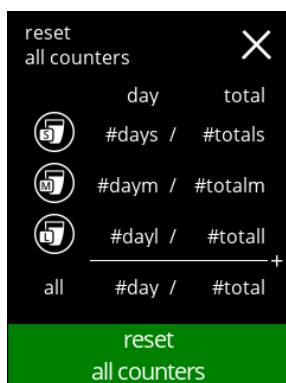 reset
all counters
day total
S #days / #totals
M #daym / #totalm
L #dayl / #totall
+
all #day / #total
reset
all counters